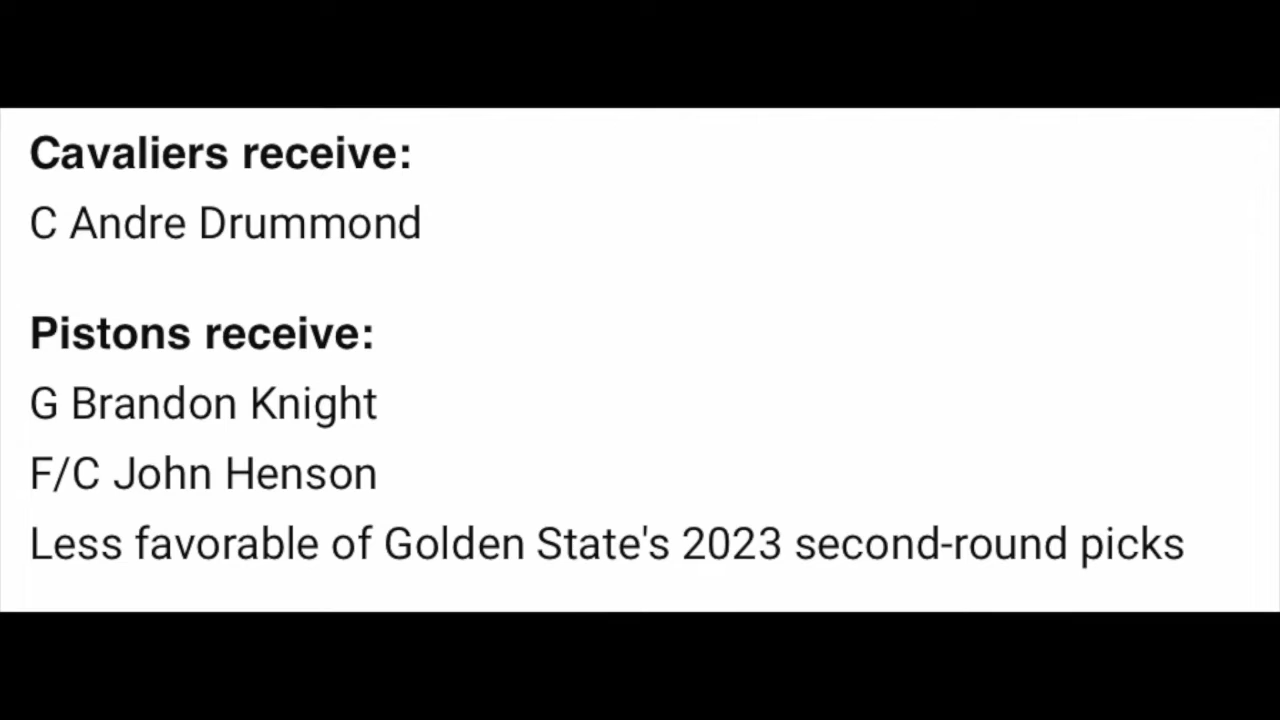 Cavaliers receive:
C Andre Drummond
Pistons receive:
G Brandon Knight
F/C John Henson
Less favorable of Golden State's 2023 second-round picks